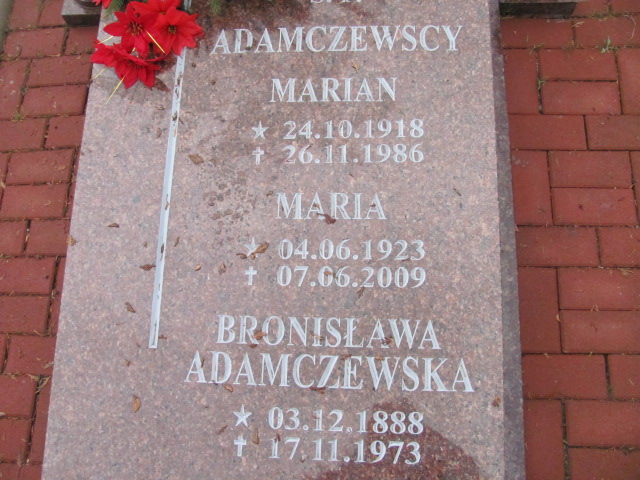 ADAMCZEWSCY
MARIAN
★ 24.10.1918
† 26.11.1986
MARIA
★ 04.06.1923
† 07.06.2009
BRONISŁAWA
ADAMCZEWSKA
★ 03.12.1888
† 17.11.1973